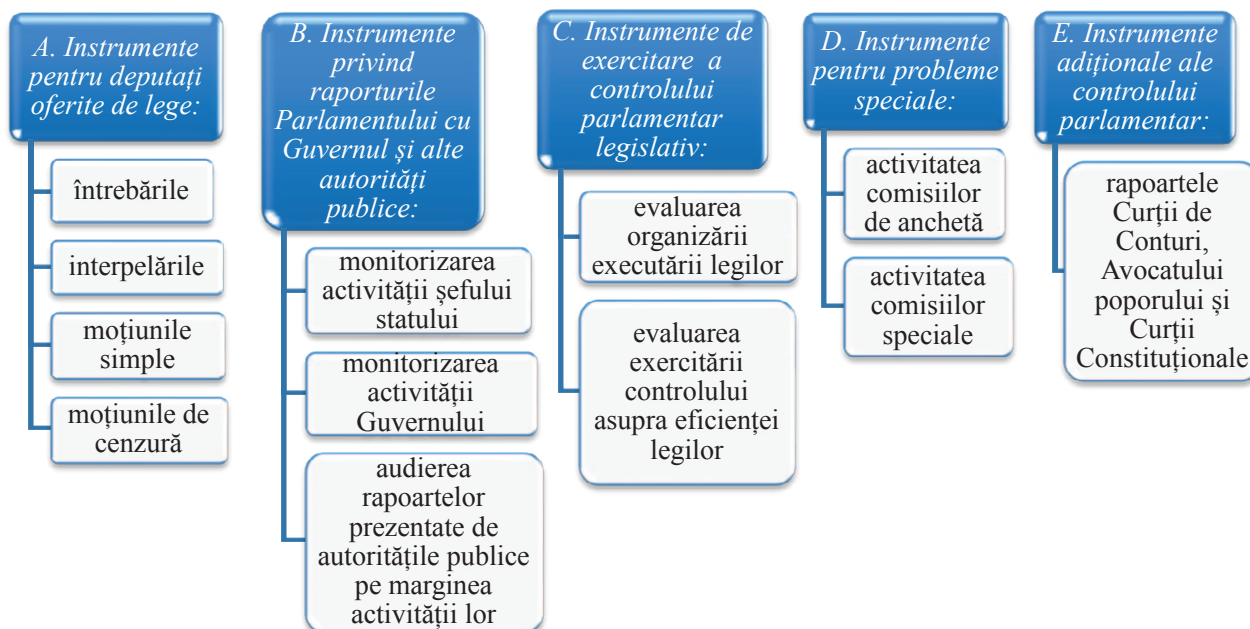 A. Instrumente
pentru deputați
oferite de lege:
întrebările
interpelările
moțiunile
simple
moțiunile de
cenzură
B. Instrumente
privind
raporturile
Parlamentului cu
Guvernul și alte
autorități
publice:
monitorizarea
activității șefului
statului
monitorizarea
activității
Guvernului
audierea
rapoartelor
prezentate de
autoritățile publice
pe marginea
activității lor
C. Instrumente de
exercitare a
controlului
parlamentar
legislativ:
evaluarea
organizării
executării legilor
evaluarea
exercitării
controlului
asupra eficienței
legilor
D. Instrumente
pentru probleme
speciale:
activitatea
comisiilor
de anchetă
activitatea
comisiilor
speciale
E. Instrumente
adiționale ale
controlului
parlamentar:
rapoartele
Curții de
Conturi,
Avocatului
poporului și
Curții
Constituționale